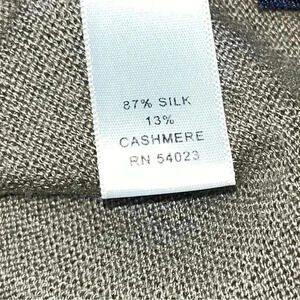 87% SILK
13%
CASHMERE
RN 54023